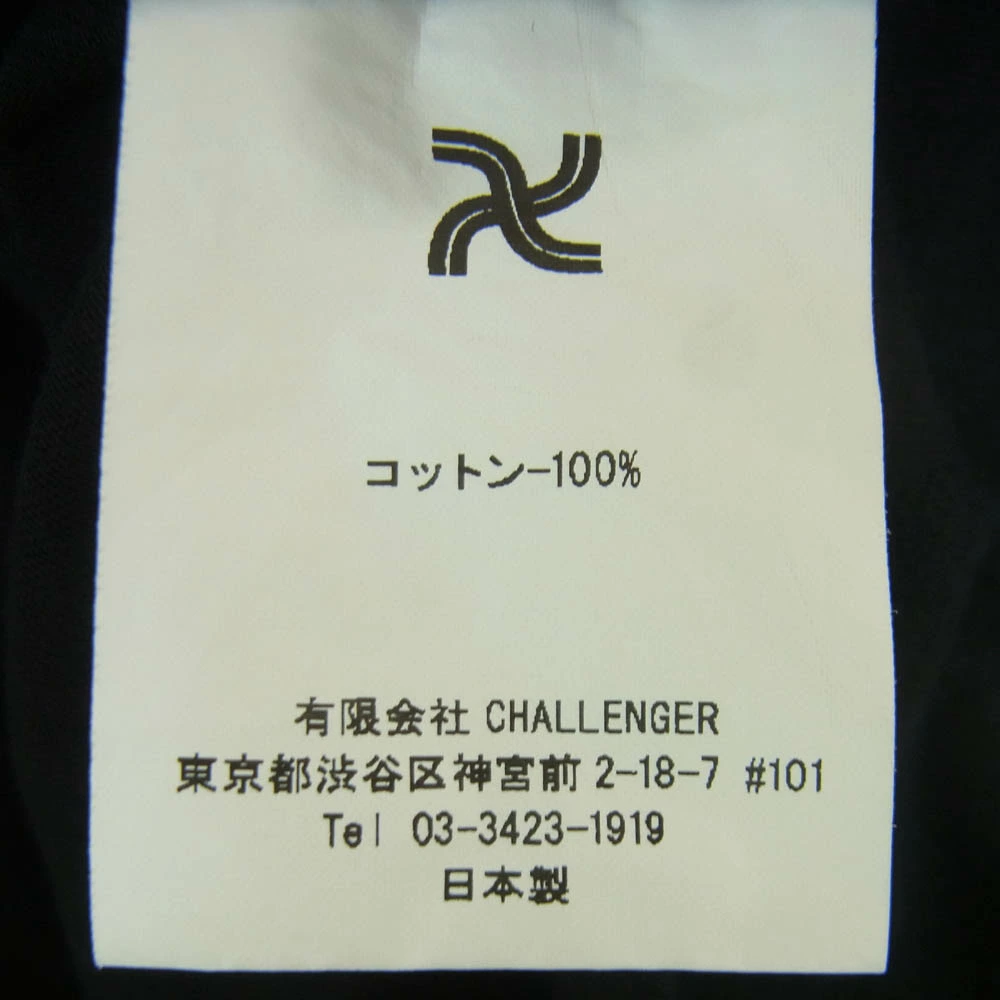 コットン-100%
有限会社 CHALLENGER
東京都渋谷区神宮前 2-18-7 #101
Tel 03-3423-1919
日本製